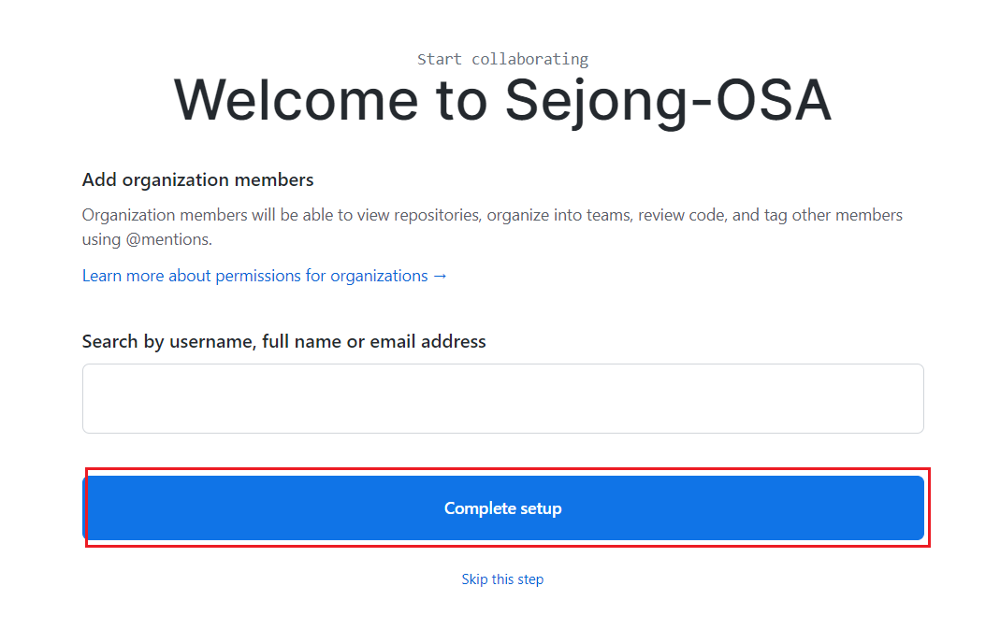 Start collaborating
Welcome to Sejong-OSA
Add organization members
Organization members will be able to view repositories, organize into teams, review code, and tag other members
using @mentions.
Learn more about permissions for organizations →
Search by username, full name or email address
Complete setup
Skip this step